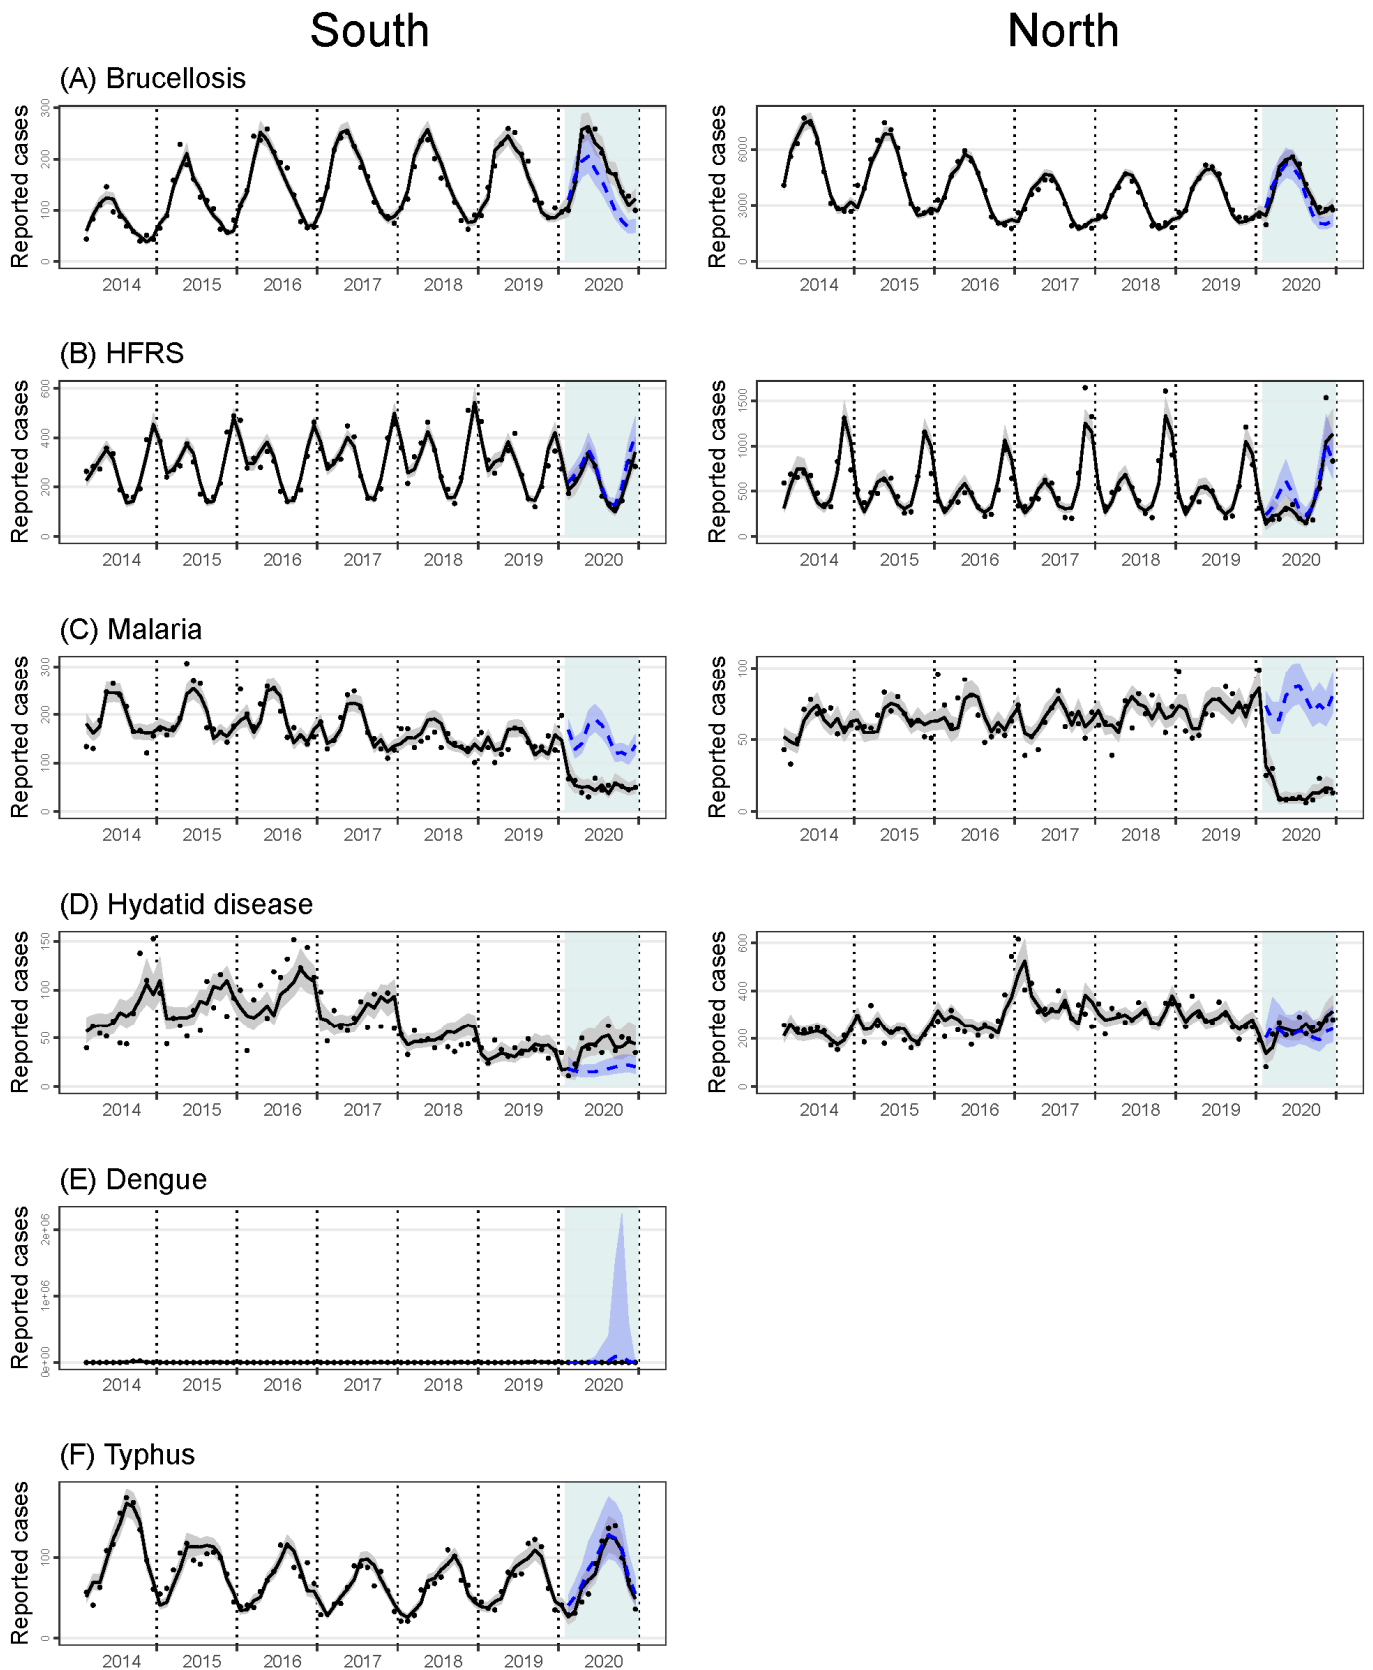 South North
(A) Brucellosis
Reported cases
0 100 200 300
2014 2015 2016 2017 2018 2019 2020
Reported cases
0 3000 6000
2014 2015 2016 2017 2018 2019 2020
(B) HFRS
Reported cases
0 200 400 600
2014 2015 2016 2017 2018 2019 2020
Reported cases
0 500 1000 1500
2014 2015 2016 2017 2018 2019 2020
(C) Malaria
Reported cases
0 100 200 300
2014 2015 2016 2017 2018 2019 2020
Reported cases
0 50 100
2014 2015 2016 2017 2018 2019 2020
(D) Hydatid disease
Reported cases
0 50 100 150
2014 2015 2016 2017 2018 2019 2020
Reported cases
0 200 400 600
2014 2015 2016 2017 2018 2019 2020
(E) Dengue
Reported cases
0e+00 1e+06 2e+06
2014 2015 2016 2017 2018 2019 2020
(F) Typhus
Reported cases
0 100
2014 2015 2016 2017 2018 2019 2020